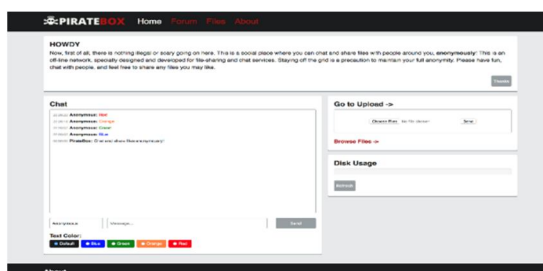 PIRATEBOX Home Forum Files About
HOWDY
Now, first of all, there is nothing illegal or scary going on here. This is a social place where you can chat and share files with people around you, anonymously! This is an
off-line network, specially designed and developed for file-sharing and chat services. Staying off the grid is a precaution to maintain your full anonymity. Please have fun,
chat with people, and feel free to share any files you may like.
Chat
Anonymous: Red
Anonymous: Orange
Anonymous: Green
Anonymous: Blue
PirateBox: Chat and share files anonymously!
Anonymous Message... Send
Text Color:
Default Blue Green Orange Red
Go to Upload ->
Choose Files Send
Browse Files ->
Disk Usage
Refresh
About